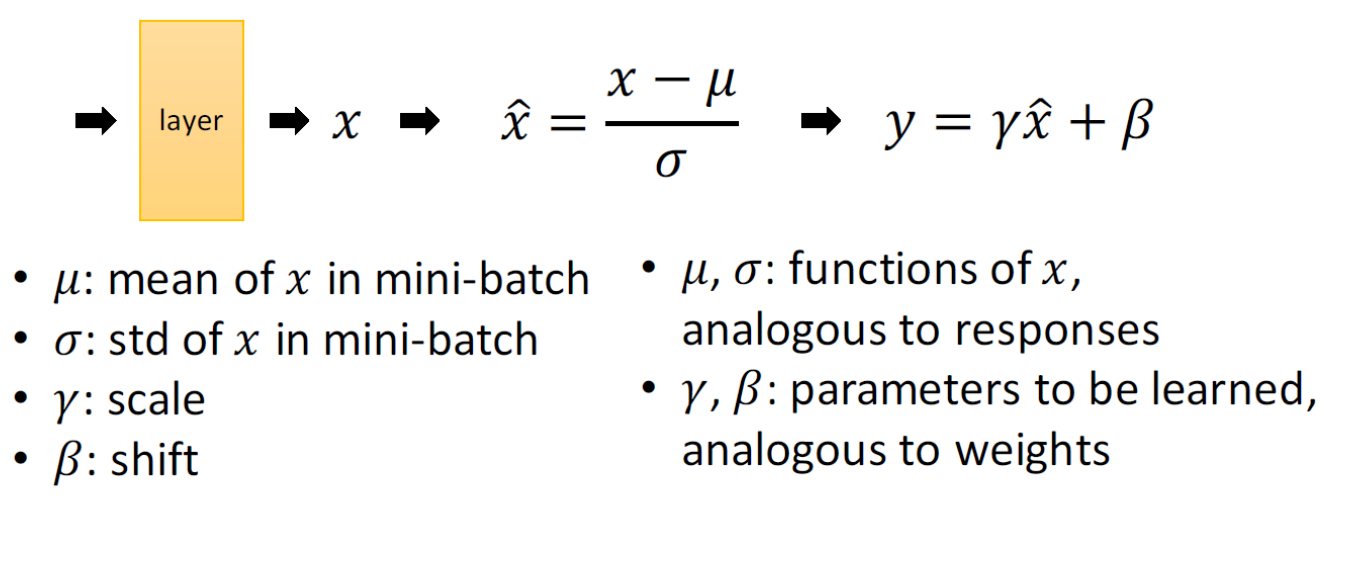 layer
x
x̂ = (x − μ) / σ
y = γx̂ + β
• μ: mean of x in mini-batch
• σ: std of x in mini-batch
• γ: scale
• β: shift
• μ, σ: functions of x,
analogous to responses
• γ, β: parameters to be learned,
analogous to weights